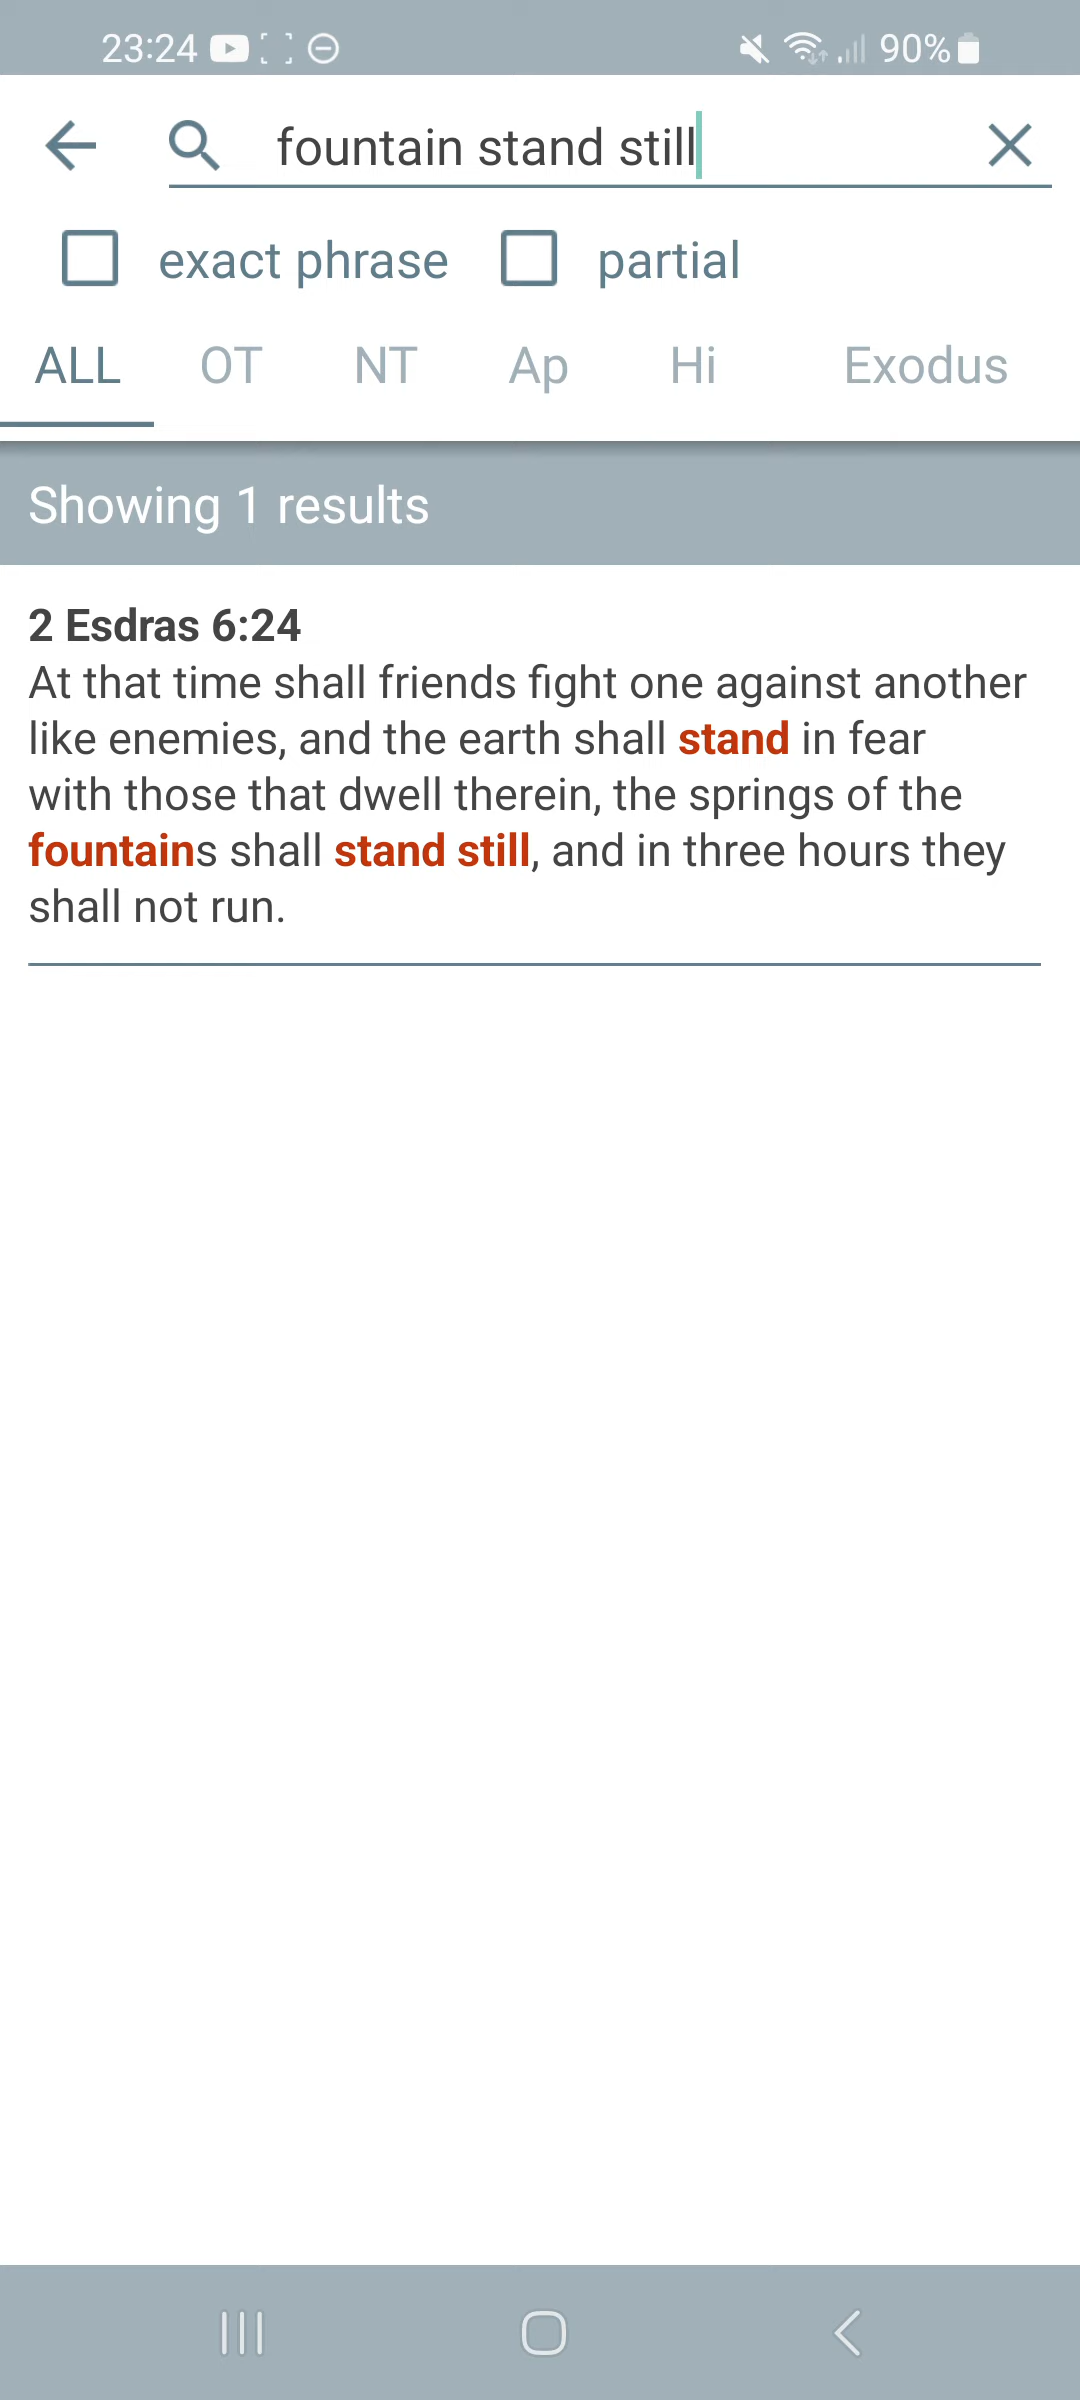 23:24
90%
fountain stand still
exact phrase partial
ALL OT NT Ap Hi Exodus
Showing 1 results
2 Esdras 6:24
At that time shall friends fight one against another
like enemies, and the earth shall stand in fear
with those that dwell therein, the springs of the
fountains shall stand still, and in three hours they
shall not run.